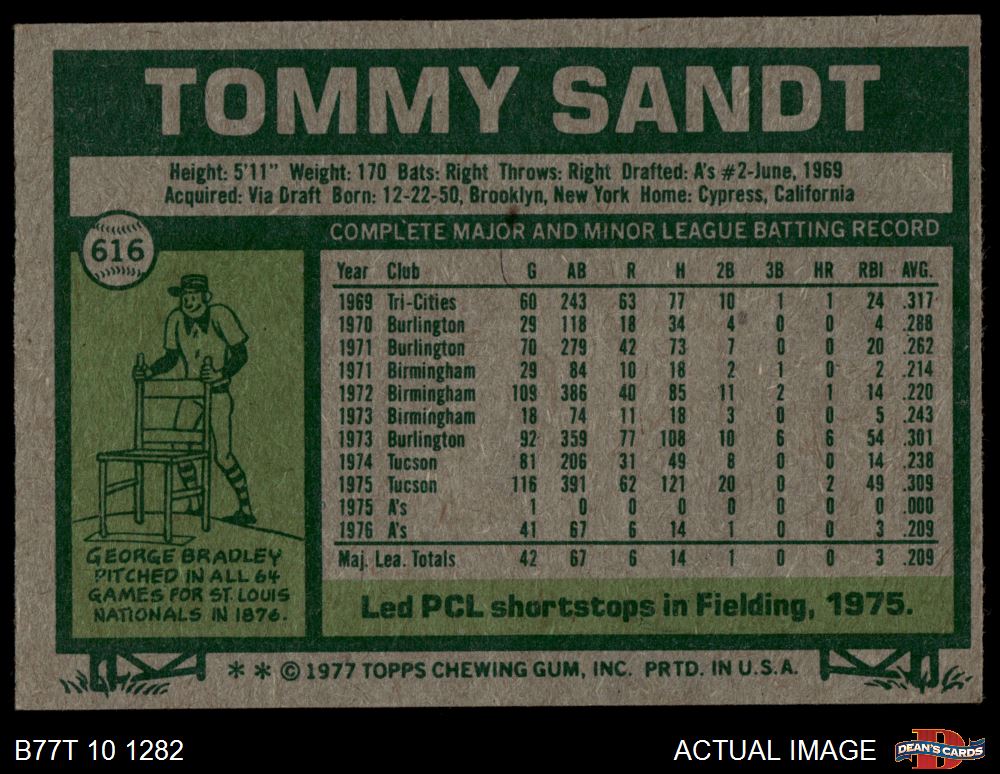 TOMMY SANDT
Height: 5'11" Weight: 170 Bats: Right Throws: Right Drafted: A's #2-June, 1969
Acquired: Via Draft Born: 12-22-50, Brooklyn, New York Home: Cypress, California
616
COMPLETE MAJOR AND MINOR LEAGUE BATTING RECORD
Year Club G AB R H 2B 3B HR RBI AVG.
1969 Tri-Cities 60 243 63 77 10 1 1 24 .317
1970 Burlington 29 118 18 34 4 0 0 4 .288
1971 Burlington 70 279 42 73 7 0 0 20 .262
1971 Birmingham 29 84 10 18 2 1 0 2 .214
1972 Birmingham 109 386 40 85 11 2 1 14 .220
1973 Birmingham 18 74 11 18 3 0 0 5 .243
1973 Burlington 92 359 77 108 10 6 6 54 .301
1974 Tucson 81 206 31 49 8 0 0 14 .238
1975 Tucson 116 391 62 121 20 0 2 49 .309
1975 A's 1 0 0 0 0 0 0 0 .000
1976 A's 41 67 6 14 1 0 0 3 .209
Maj. Lea. Totals 42 67 6 14 1 0 0 3 .209
GEORGE BRADLEY
PITCHED IN ALL 64
GAMES FOR ST. LOUIS
NATIONALS IN 1876.
Led PCL shortstops in Fielding, 1975.
* * © 1977 TOPPS CHEWING GUM, INC. PRTD. IN U.S.A.
B77T 10 1282
ACTUAL IMAGE
D
DEAN'S CARDS